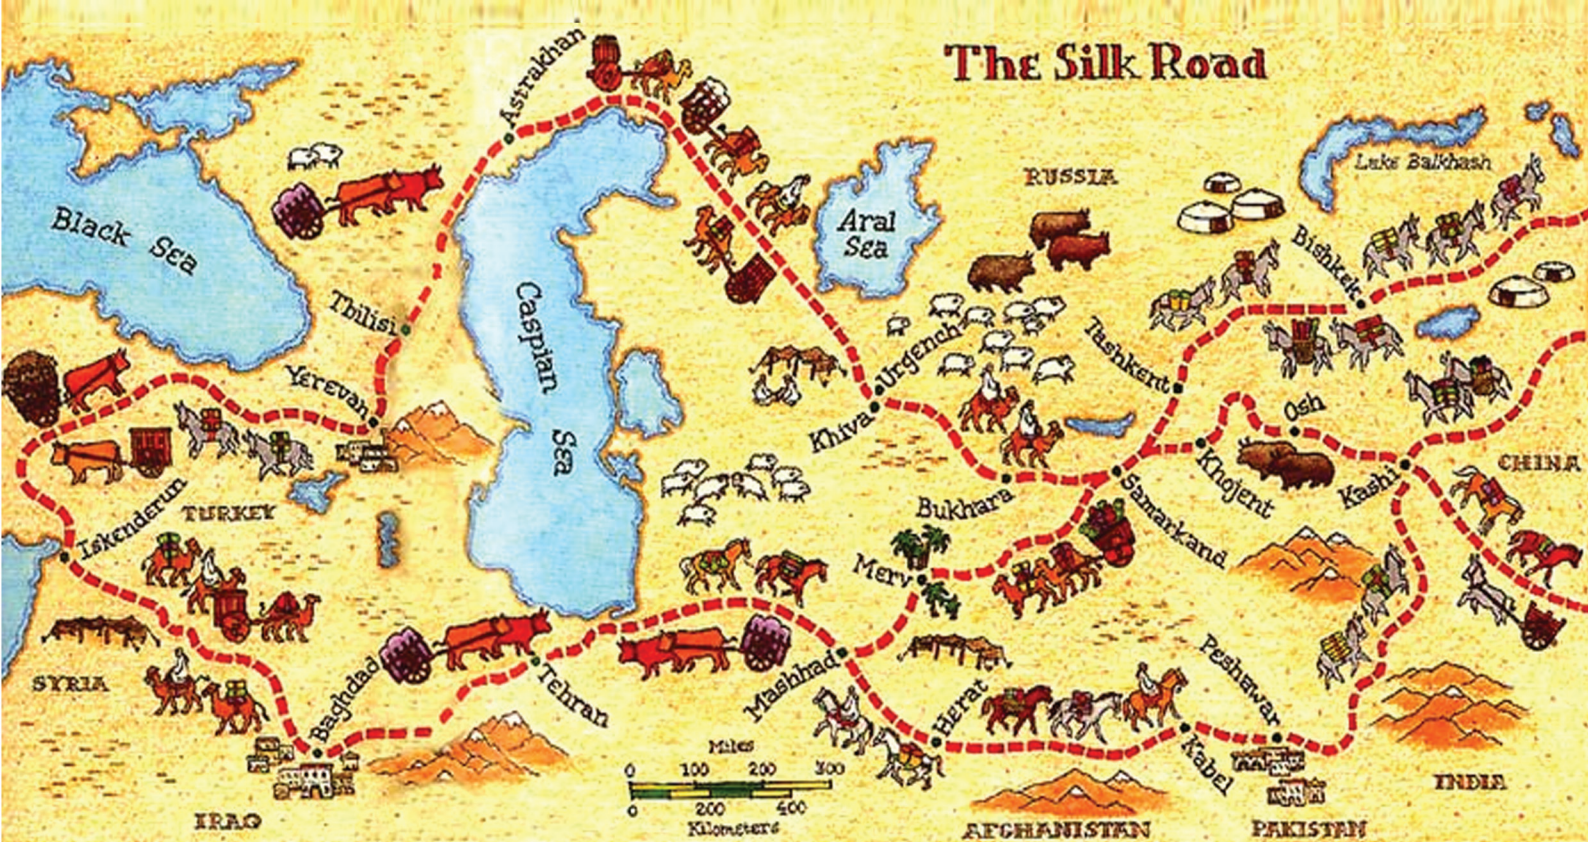 The Silk Road
Astrakhan
RUSSIA
Lake Balkhash
Black Sea
Aral
Sea
Bishkek
Tbilisi
Caspian Sea
Urgench
Tashkent
Yerevan
Khiva
Osh
Khojent
Kashi
CHINA
Iskenderun
TURKEY
Bukhara
Samarkand
Merv
SYRIA
Baghdad
Tehran
Mashhad
Herat
Peshawar
Kabel
INDIA
Miles
0 100 200 300
0 200 400
Kilometers
IRAQ
AFGHANISTAN
PAKISTAN